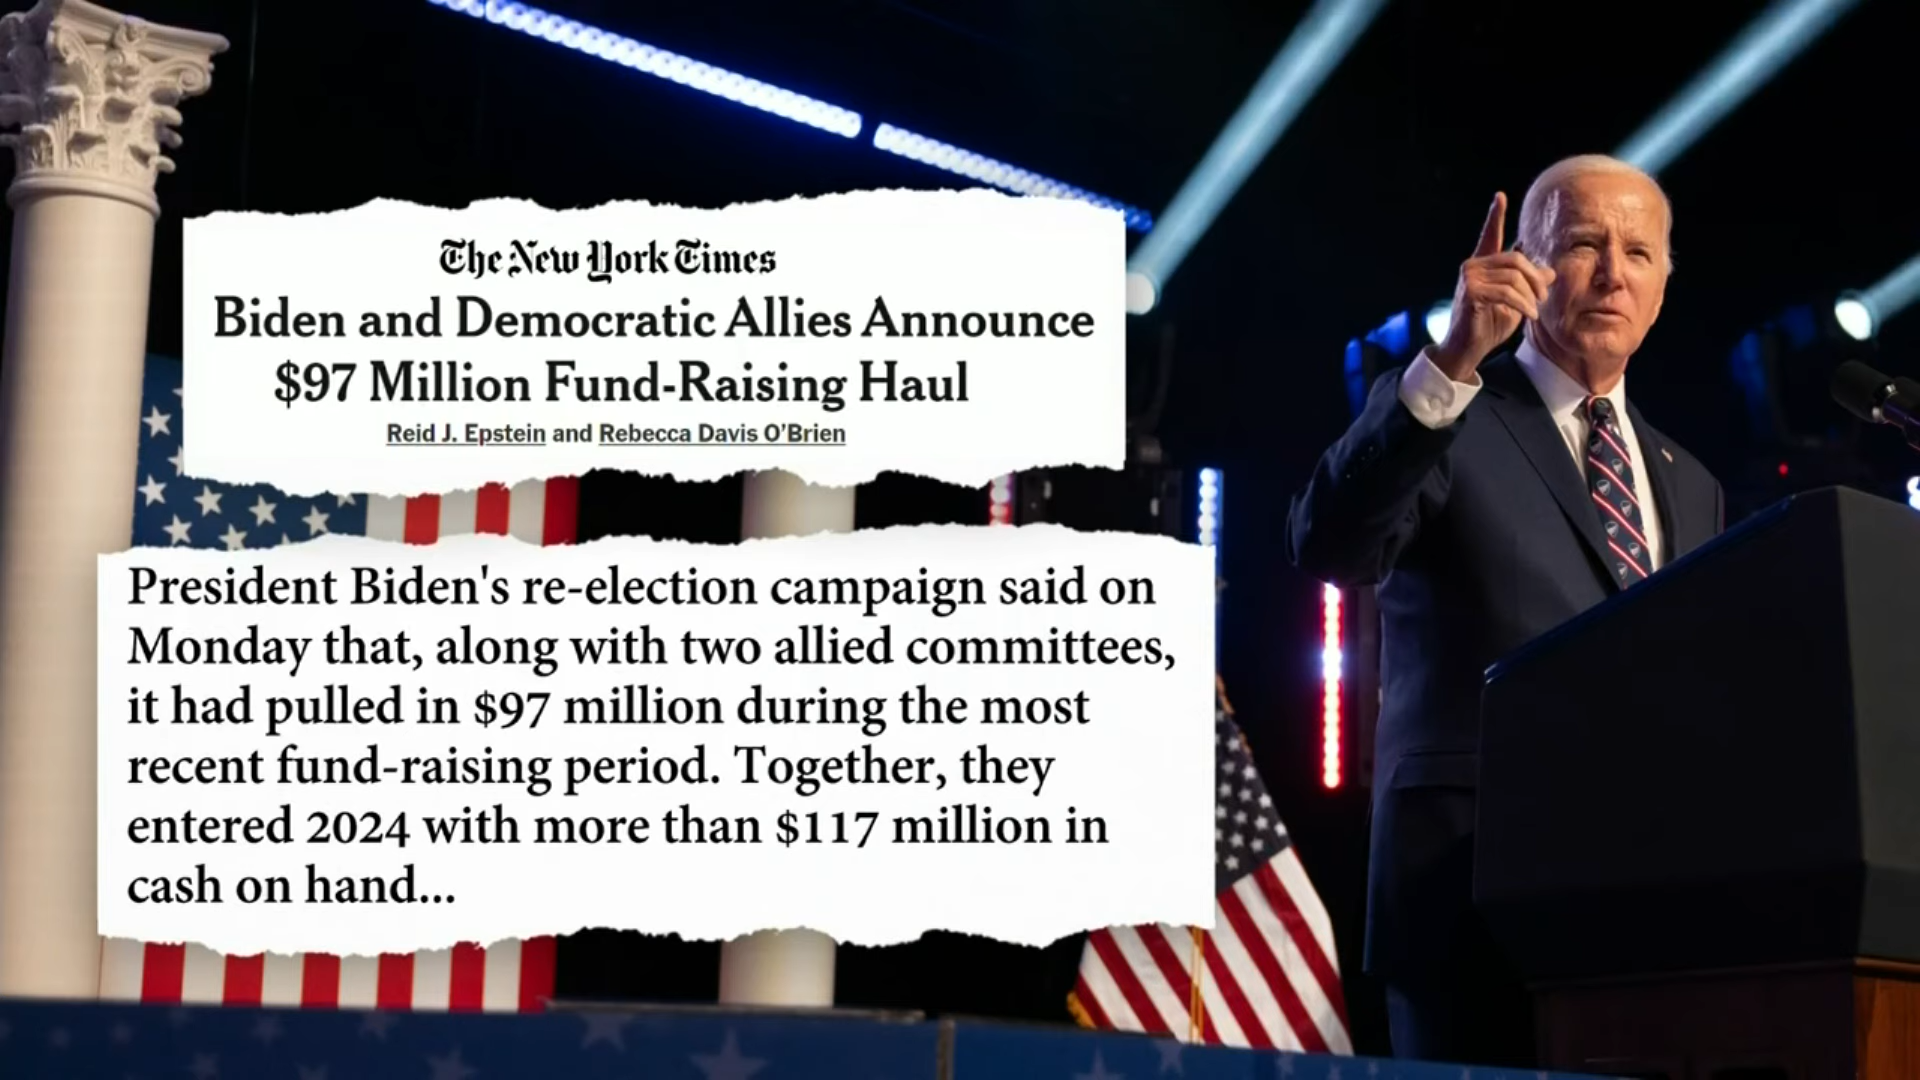 The New York Times
Biden and Democratic Allies Announce
$97 Million Fund-Raising Haul
Reid J. Epstein and Rebecca Davis O'Brien
President Biden's re-election campaign said on
Monday that, along with two allied committees,
it had pulled in $97 million during the most
recent fund-raising period. Together, they
entered 2024 with more than $117 million in
cash on hand...